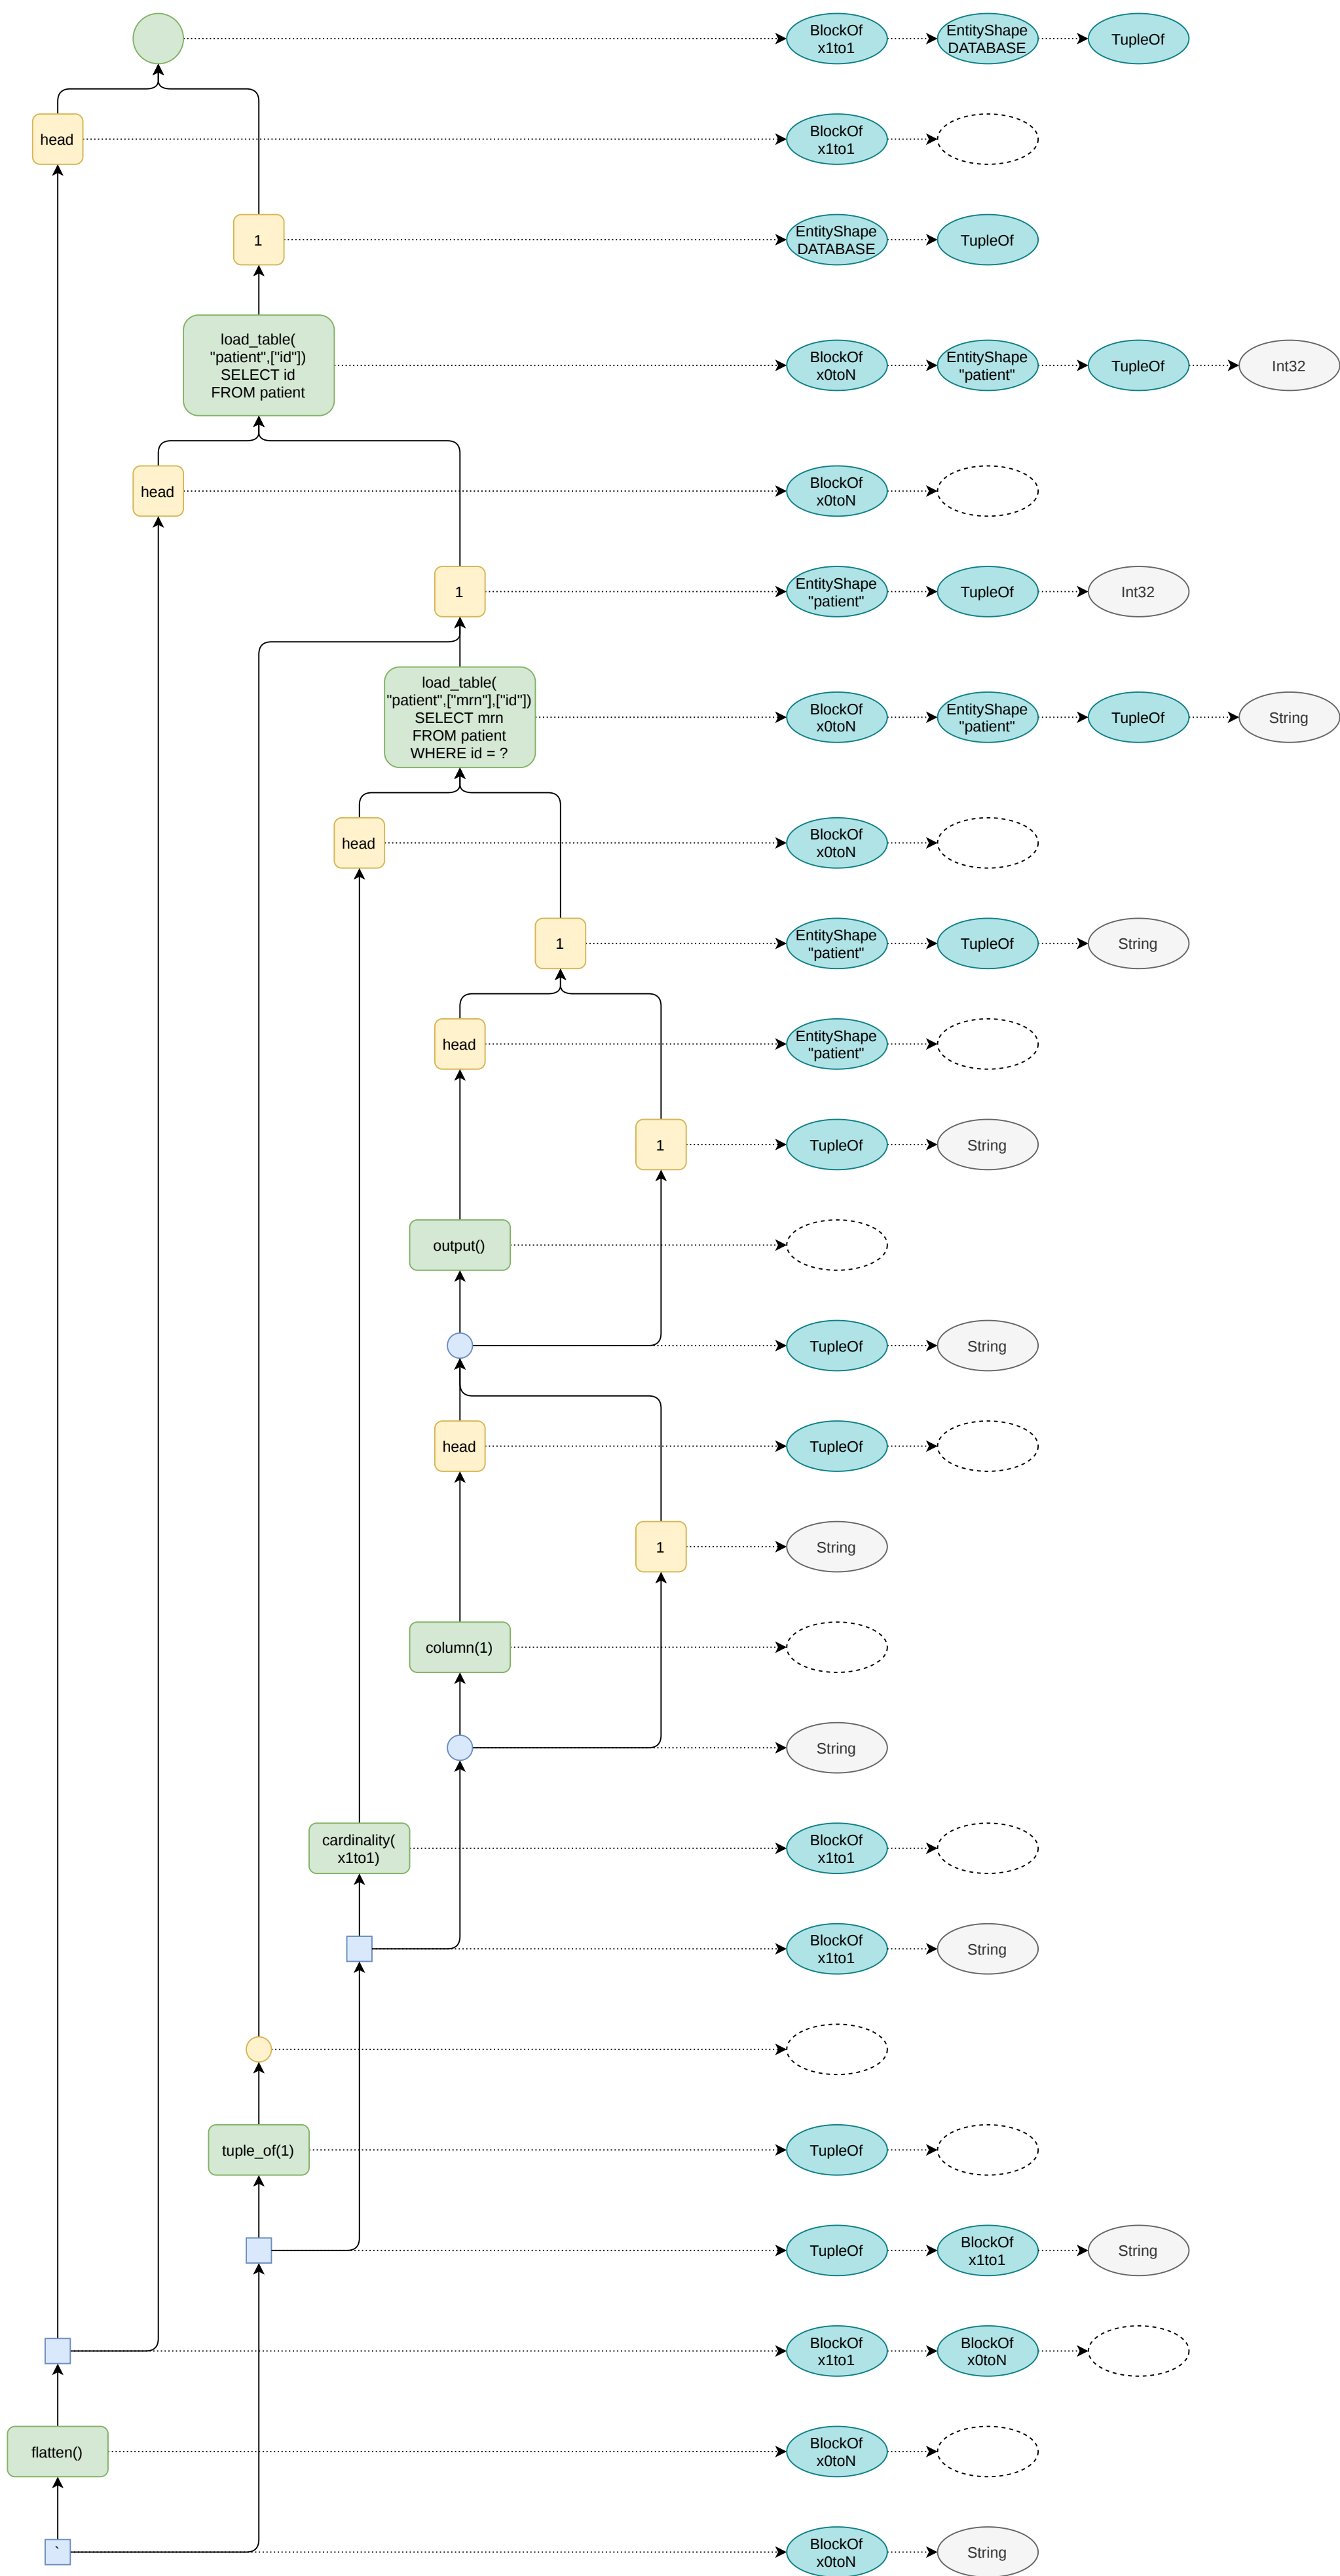 BlockOf
x1to1
EntityShape
DATABASE
TupleOf
head
BlockOf
x1to1
1
EntityShape
DATABASE
TupleOf
load_table(
"patient",["id"])
SELECT id
FROM patient
BlockOf
x0toN
EntityShape
"patient"
TupleOf
Int32
head
BlockOf
x0toN
1
EntityShape
"patient"
TupleOf
Int32
load_table(
"patient",["mrn"],["id"])
SELECT mrn
FROM patient
WHERE id = ?
BlockOf
x0toN
EntityShape
"patient"
TupleOf
String
head
BlockOf
x0toN
1
EntityShape
"patient"
TupleOf
String
head
EntityShape
"patient"
1
TupleOf
String
output()
TupleOf
String
head
TupleOf
1
String
column(1)
String
cardinality(
x1to1)
BlockOf
x1to1
BlockOf
x1to1
String
tuple_of(1)
TupleOf
TupleOf
BlockOf
x1to1
String
BlockOf
x1to1
BlockOf
x0toN
flatten()
BlockOf
x0toN
`
BlockOf
x0toN
String